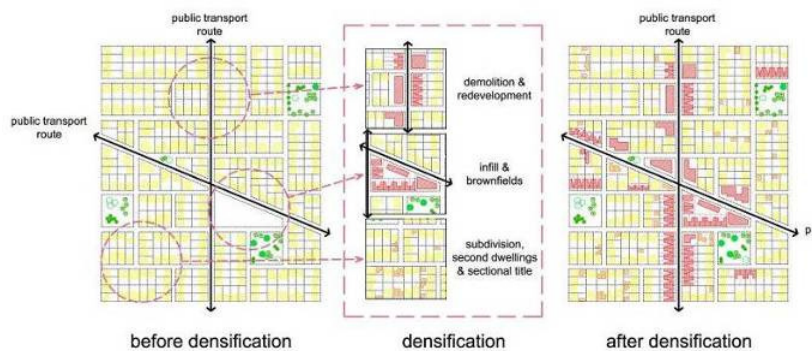 public transport
route
public transport
route
before densification
demolition &
redevelopment
infill &
brownfields
subdivision,
second dwellings
& sectional title
densification
public transport
route
p
after densification